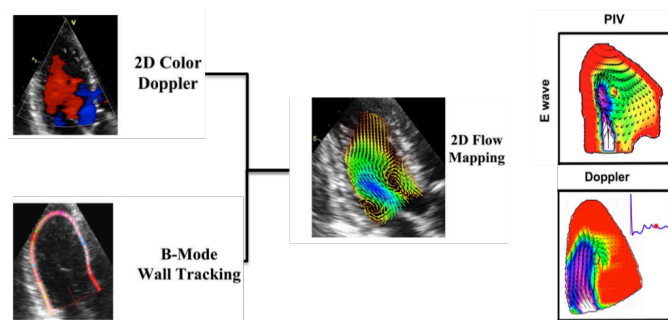 V
2D Color
Doppler
B-Mode
Wall Tracking
2D Flow
Mapping
PIV
E wave
Doppler